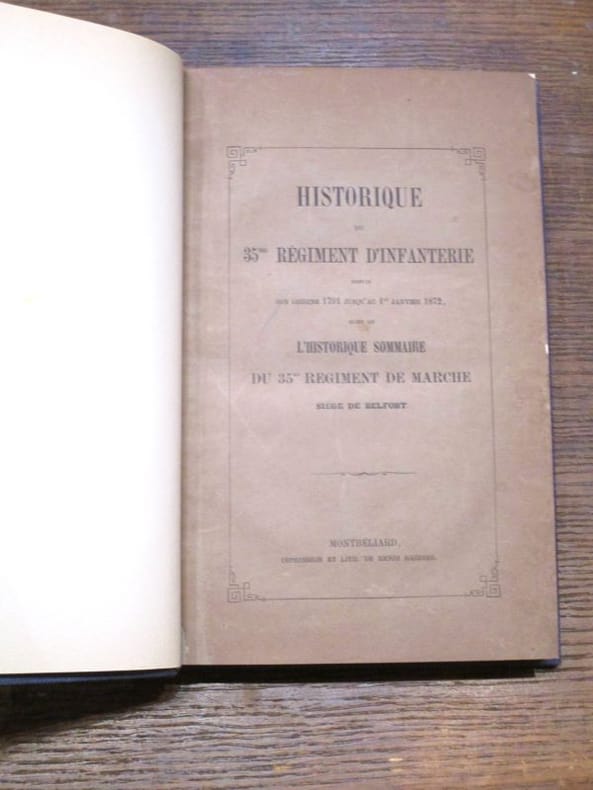 HISTORIQUE
DU
35me RÉGIMENT D'INFANTERIE
DEPUIS
SON ORIGINE 1791 JUSQU'AU 1er JANVIER 1872,
SUIVI DE
L'HISTORIQUE SOMMAIRE
DU 35me RÉGIMENT DE MARCHE
SIÉGE DE BELFORT
MONTBÉLIARD,
IMPRIMERIE ET LITH. DE HENRI